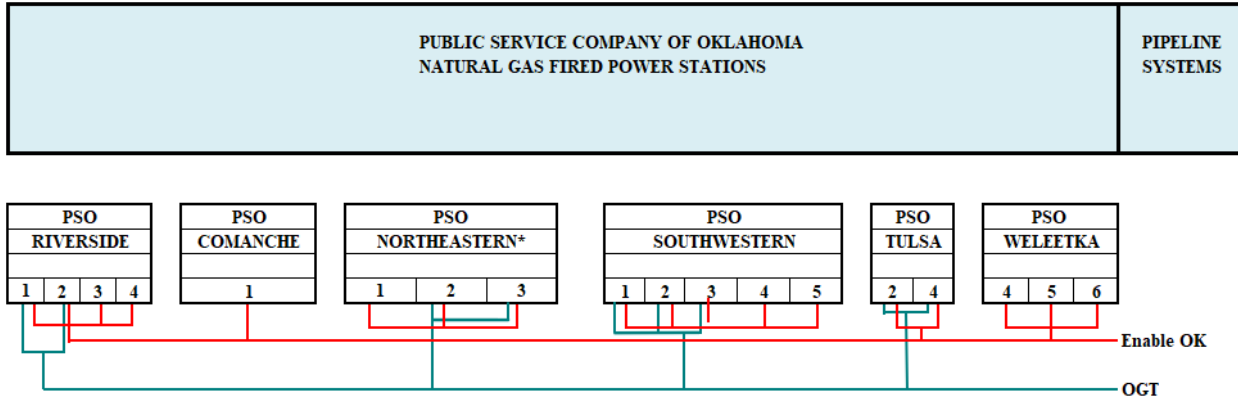 PUBLIC SERVICE COMPANY OF OKLAHOMA
NATURAL GAS FIRED POWER STATIONS
PIPELINE
SYSTEMS
PSO
RIVERSIDE
1 2 3 4
PSO
COMANCHE
1
PSO
NORTHEASTERN*
1 2 3
PSO
SOUTHWESTERN
1 2 3 4 5
PSO
TULSA
2 4
PSO
WELEETKA
4 5 6
Enable OK
OGT